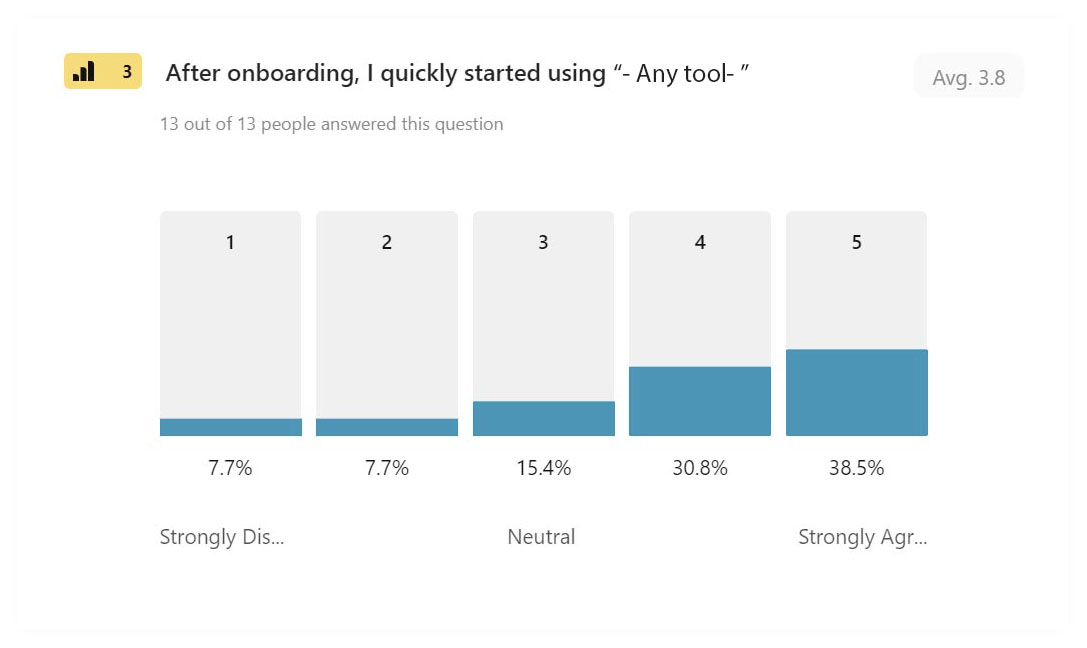 3 After onboarding, I quickly started using “- Any tool- ” Avg. 3.8
13 out of 13 people answered this question
1 2 3 4 5
7.7% 7.7% 15.4% 30.8% 38.5%
Strongly Dis... Neutral Strongly Agr...